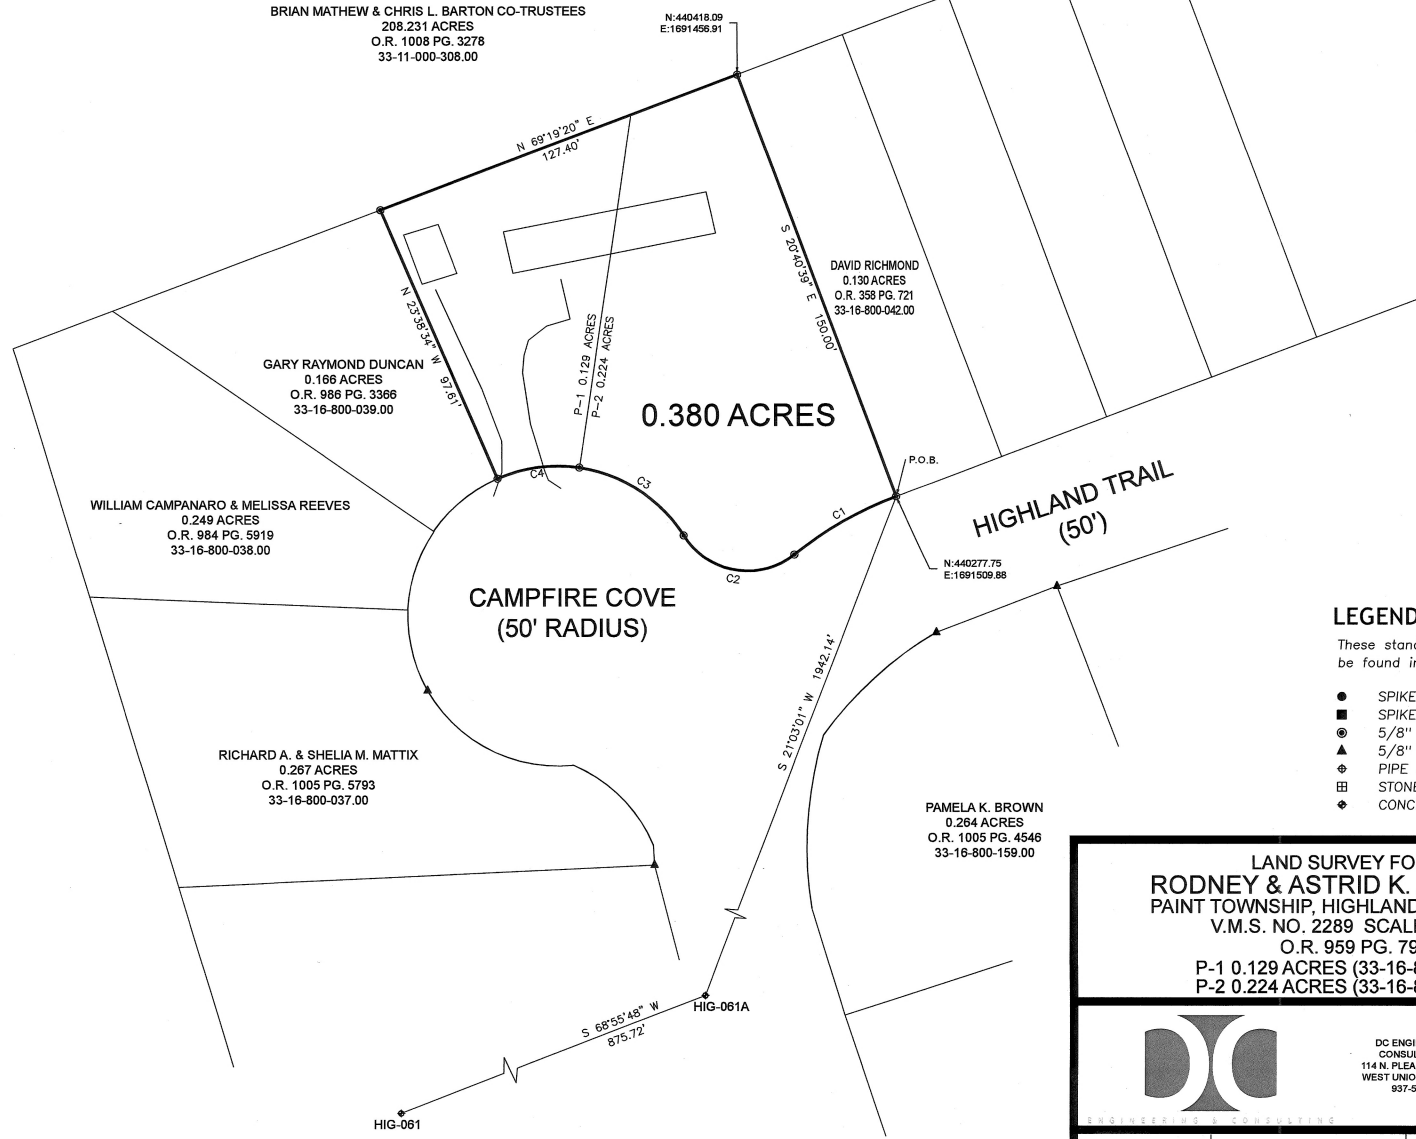 BRIAN MATHEW & CHRIS L. BARTON CO-TRUSTEES
208.231 ACRES
O.R. 1008 PG. 3278
33-11-000-308.00
N:440418.09
E:1691456.91
N 69°19'20" E
127.40'
S 20°40'39" E 150.00'
DAVID RICHMOND
0.130 ACRES
O.R. 358 PG. 721
33-16-800-042.00
N 23°38'34" W 97.61'
P-1 0.129 ACRES
P-2 0.224 ACRES
GARY RAYMOND DUNCAN
0.166 ACRES
O.R. 986 PG. 3366
33-16-800-039.00
0.380 ACRES
P.O.B.
C4
C3
C1
C2
HIGHLAND TRAIL
(50')
WILLIAM CAMPANARO & MELISSA REEVES
0.249 ACRES
O.R. 984 PG. 5919
33-16-800-038.00
N:440277.75
E:1691509.88
CAMPFIRE COVE
(50' RADIUS)
S 21°03'01" W 1942.14'
LEGEND
These stand
be found in
SPIKE
SPIKE
5/8"
5/8"
PIPE
STONE
CONC
RICHARD A. & SHELIA M. MATTIX
0.267 ACRES
O.R. 1005 PG. 5793
33-16-800-037.00
PAMELA K. BROWN
0.264 ACRES
O.R. 1005 PG. 4546
33-16-800-159.00
LAND SURVEY FO
RODNEY & ASTRID K.
PAINT TOWNSHIP, HIGHLAND
V.M.S. NO. 2289 SCAL
O.R. 959 PG. 79
P-1 0.129 ACRES (33-16-8
P-2 0.224 ACRES (33-16-8
HIG-061A
S 68°55'48" W
875.72'
HIG-061
DC ENGI
CONSUL
114 N. PLEA
WEST UNIO
937-5
ENGINEERING & CONSULTING